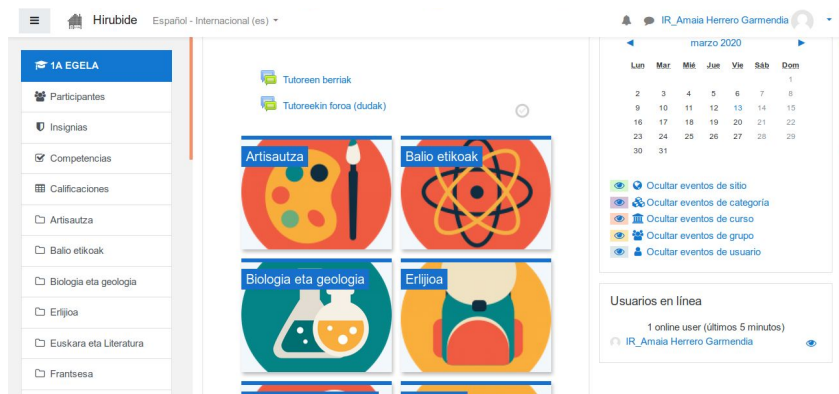 Hirubide
Español - Internacional (es)
IR_Amaia Herrero Garmendia
1A EGELA
Participantes
Insignias
Competencias
Calificaciones
Artisautza
Balio etikoak
Biologia eta geologia
Erlijioa
Euskara eta Literatura
Frantsesa
Tutoreen berriak
Tutoreekin foroa (dudak)
Artisautza
Balio etikoak
Biologia eta geologia
Erlijioa
marzo 2020
Lun Mar Mié Jue Vie Sáb Dom
1
2 3 4 5 6 7 8
9 10 11 12 13 14 15
16 17 18 19 20 21 22
23 24 25 26 27 28 29
30 31
Ocultar eventos de sitio
Ocultar eventos de categoría
Ocultar eventos de curso
Ocultar eventos de grupo
Ocultar eventos de usuario
Usuarios en línea
1 online user (últimos 5 minutos)
IR_Amaia Herrero Garmendia